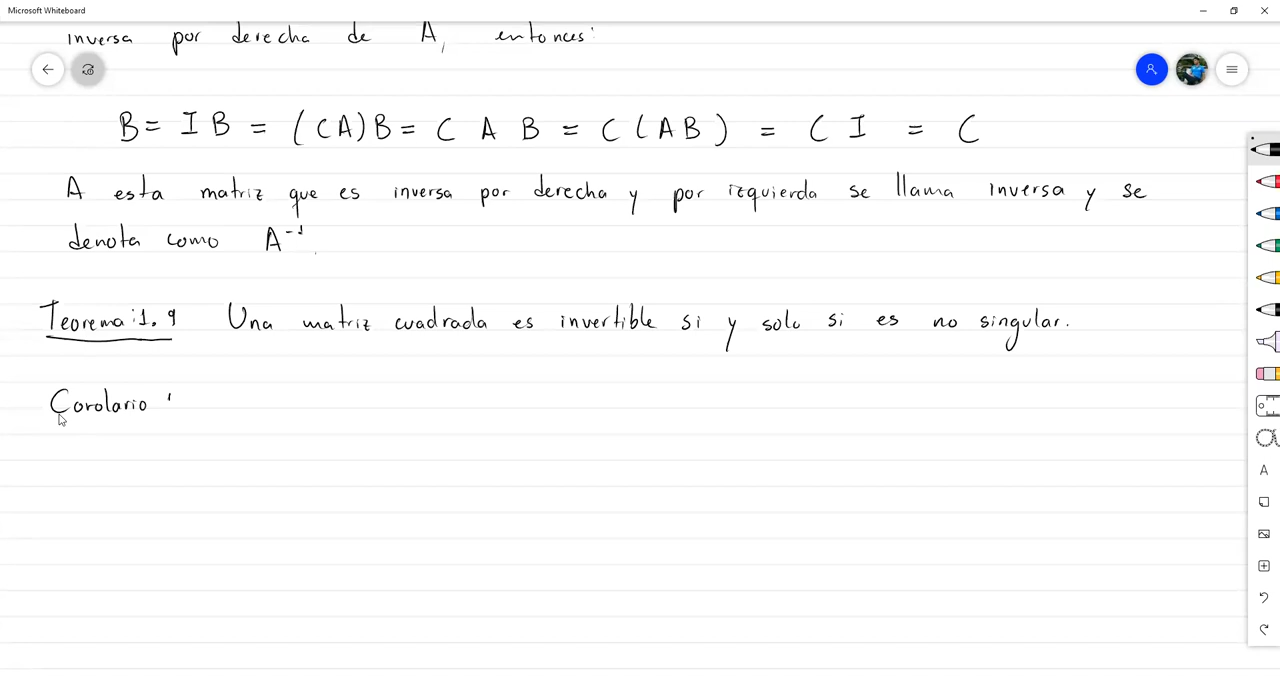 Microsoft Whiteboard
inversa por derecha de A, entonces:
B = I B = (CA)B = C A B = C(AB) = C I = C
A esta matriz que es inversa por derecha y por izquierda se llama inversa y se
denota como A⁻¹.
Teorema: 1.9 Una matriz cuadrada es invertible si y solo si es no singular.
Corolario '